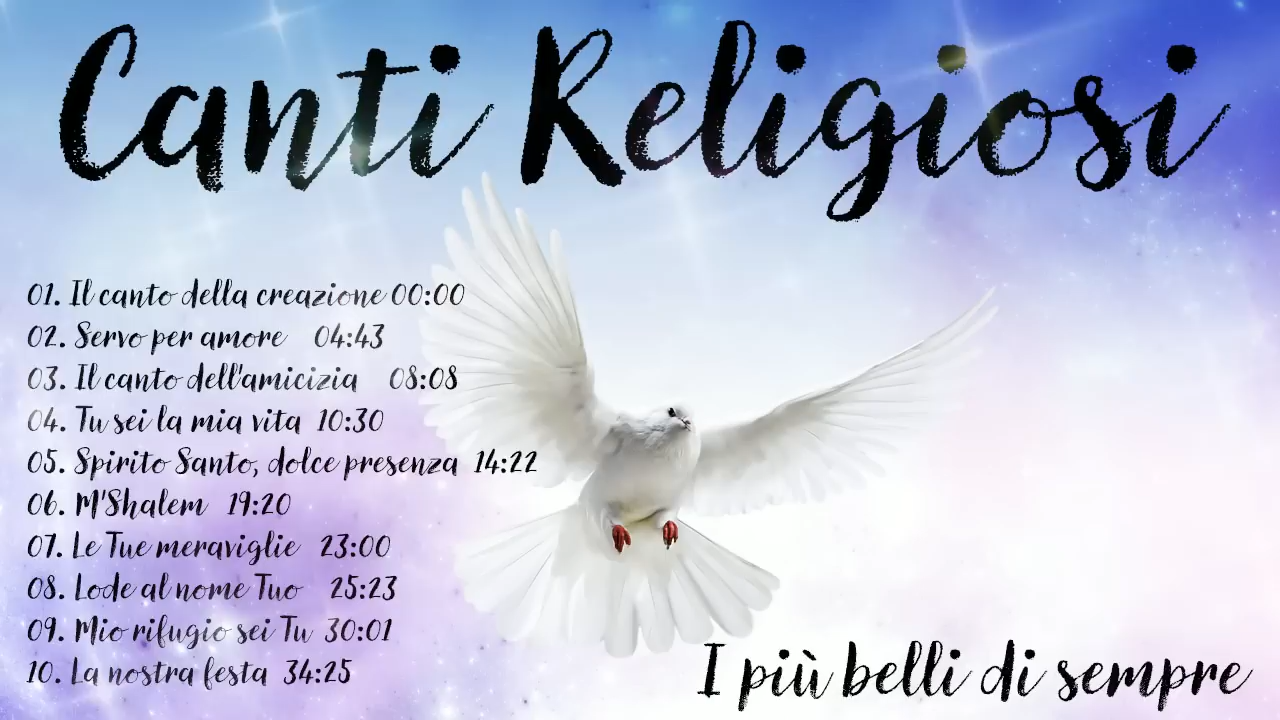 Canti Religiosi
01. Il canto della creazione 00:00
02. Servo per amore 04:43
03. Il canto dell'amicizia 08:08
04. Tu sei la mia vita 10:30
05. Spirito Santo, dolce presenza 14:22
06. M'Shalem 19:20
07. Le Tue meraviglie 23:00
08. Lode al nome Tuo 25:23
09. Mio rifugio sei Tu 30:01
10. La nostra festa 34:25
I più belli di sempre